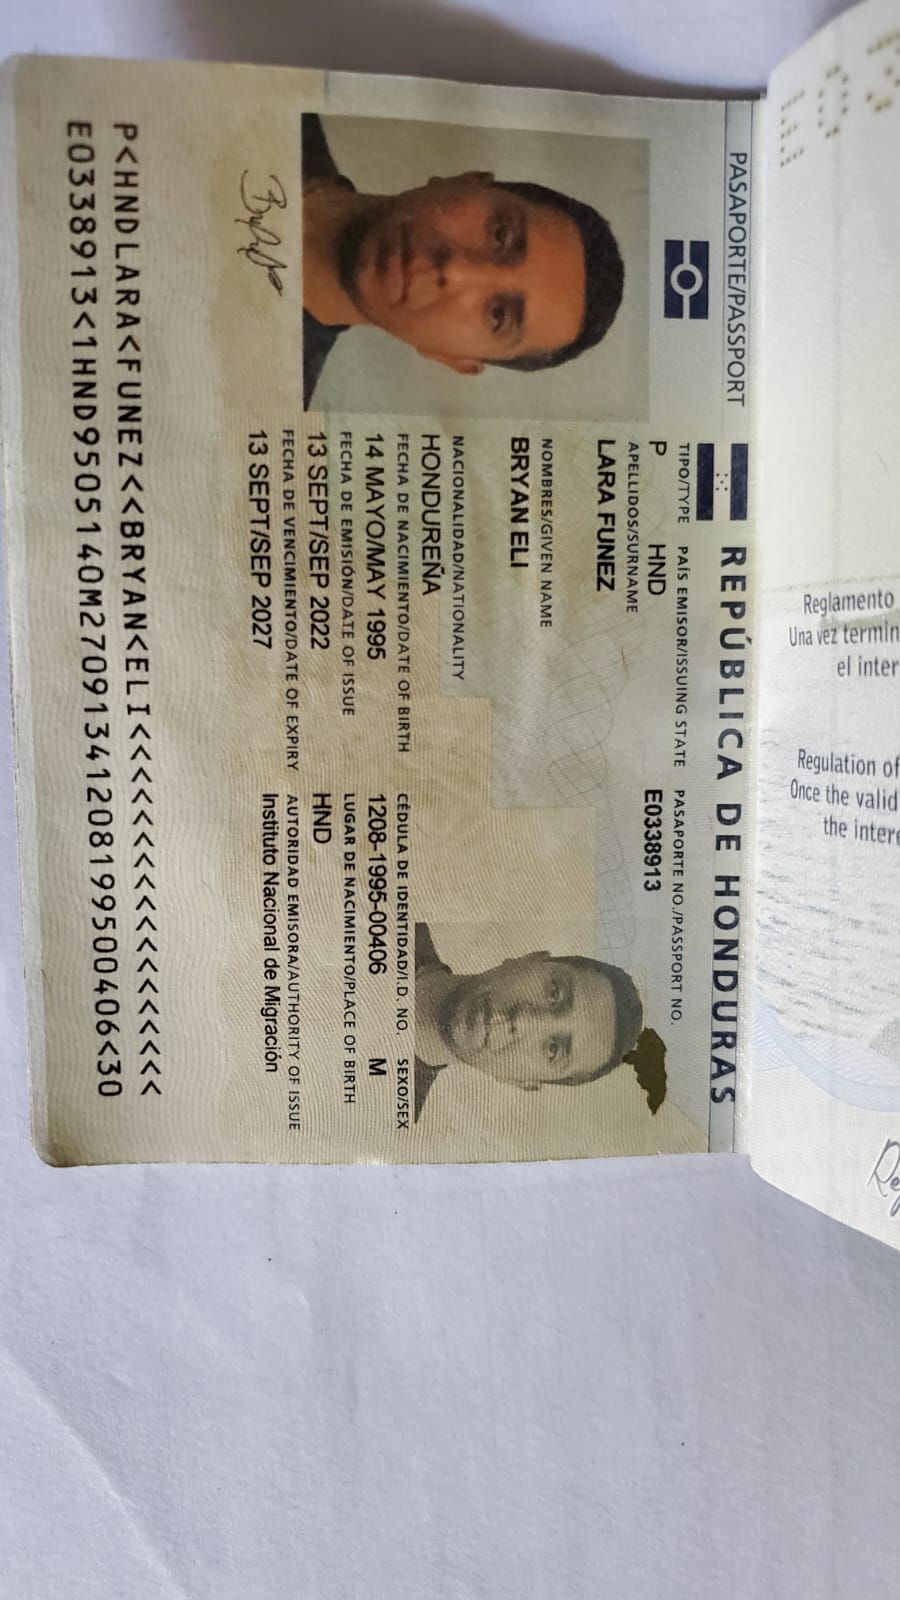 PASAPORTE/PASSPORT
REPÚBLICA DE HONDURAS
TIPO/TYPE PAÍS EMISOR/ISSUING STATE PASAPORTE NO./PASSPORT NO.
P HND E0338913
APELLIDOS/SURNAME
LARA FUNEZ
NOMBRES/GIVEN NAME
BRYAN ELI
NACIONALIDAD/NATIONALITY
HONDUREÑA
FECHA DE NACIMIENTO/DATE OF BIRTH CÉDULA DE IDENTIDAD/I.D. NO. SEXO/SEX
14 MAYO/MAY 1995 1208-1995-00406 M
FECHA DE EMISIÓN/DATE OF ISSUE LUGAR DE NACIMIENTO/PLACE OF BIRTH
13 SEPT/SEP 2022 HND
FECHA DE VENCIMIENTO/DATE OF EXPIRY AUTORIDAD EMISORA/AUTHORITY OF ISSUE
13 SEPT/SEP 2027 Instituto Nacional de Migración
P<HNDLARA<FUNEZ<<BRYAN<ELI<<<<<<<<<<<<<<<<<<
E0338913<1HND9505140M27091341208199500406<30
Reglamento
Una vez termin
el inter
Regulation of
Once the valid
the intere